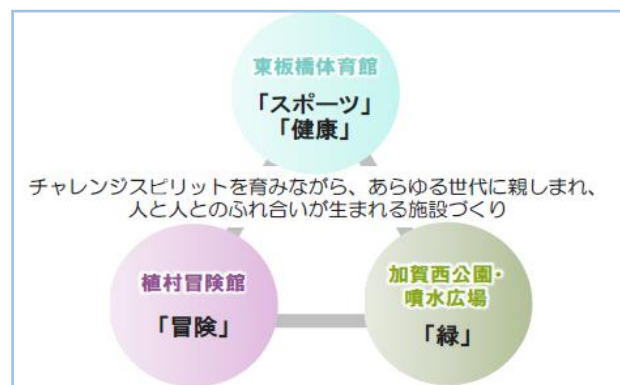 東板橋体育館
「スポーツ」
「健康」
チャレンジスピリットを育みながら、あらゆる世代に親しまれ、
人と人とのふれ合いが生まれる施設づくり
植村冒険館
「冒険」
加賀西公園・
噴水広場
「緑」